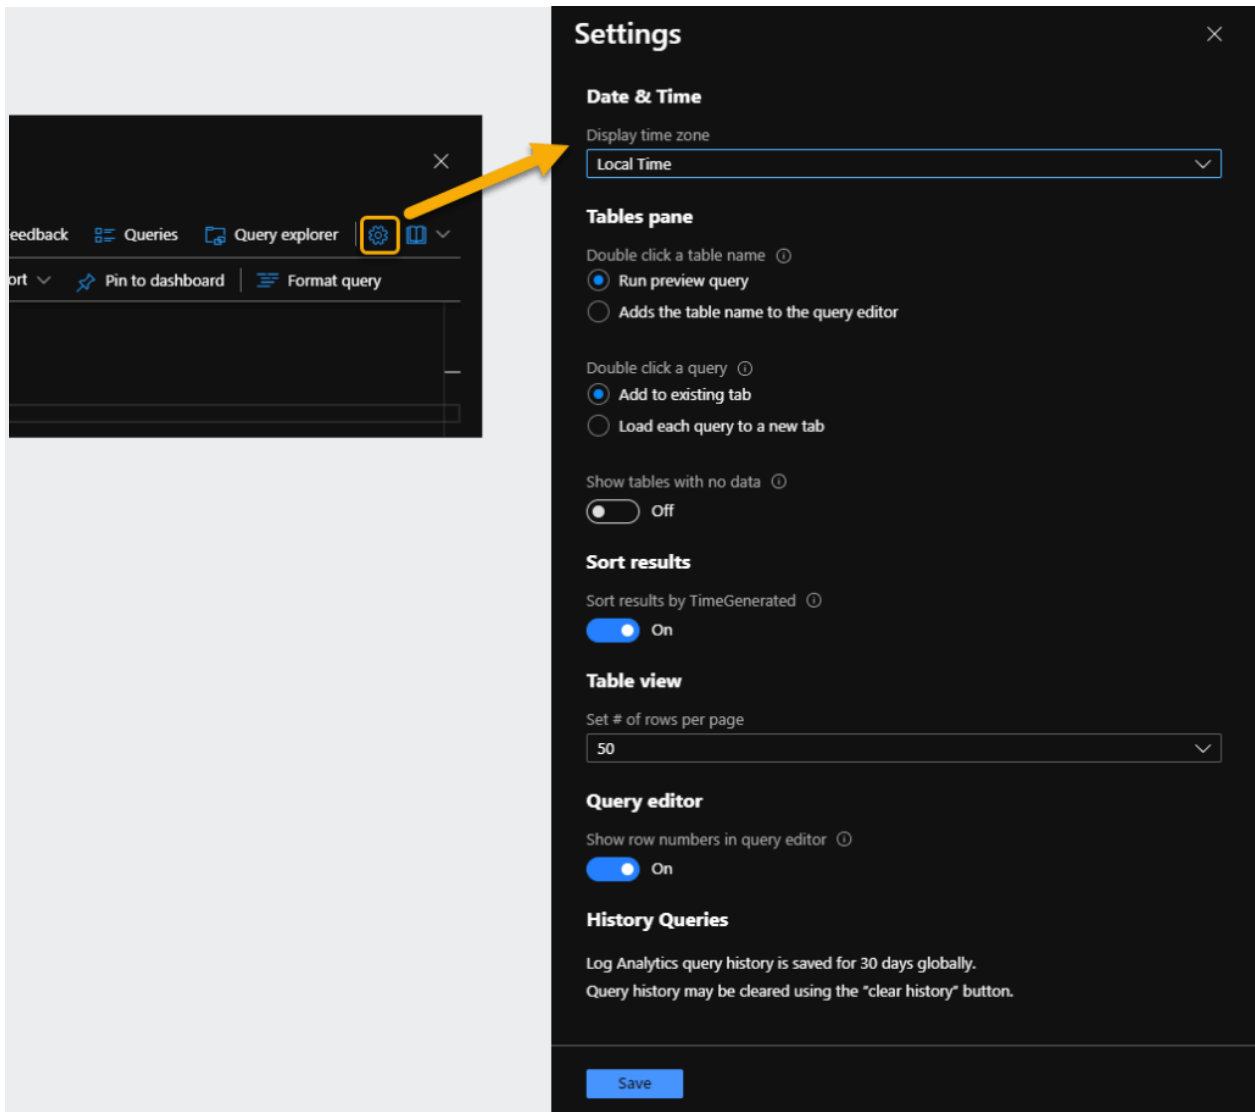 eedback Queries Query explorer
ort Pin to dashboard Format query
Settings
Date & Time
Display time zone
Local Time
Tables pane
Double click a table name
Run preview query
Adds the table name to the query editor
Double click a query
Add to existing tab
Load each query to a new tab
Show tables with no data
Off
Sort results
Sort results by TimeGenerated
On
Table view
Set # of rows per page
50
Query editor
Show row numbers in query editor
On
History Queries
Log Analytics query history is saved for 30 days globally.
Query history may be cleared using the "clear history" button.
Save